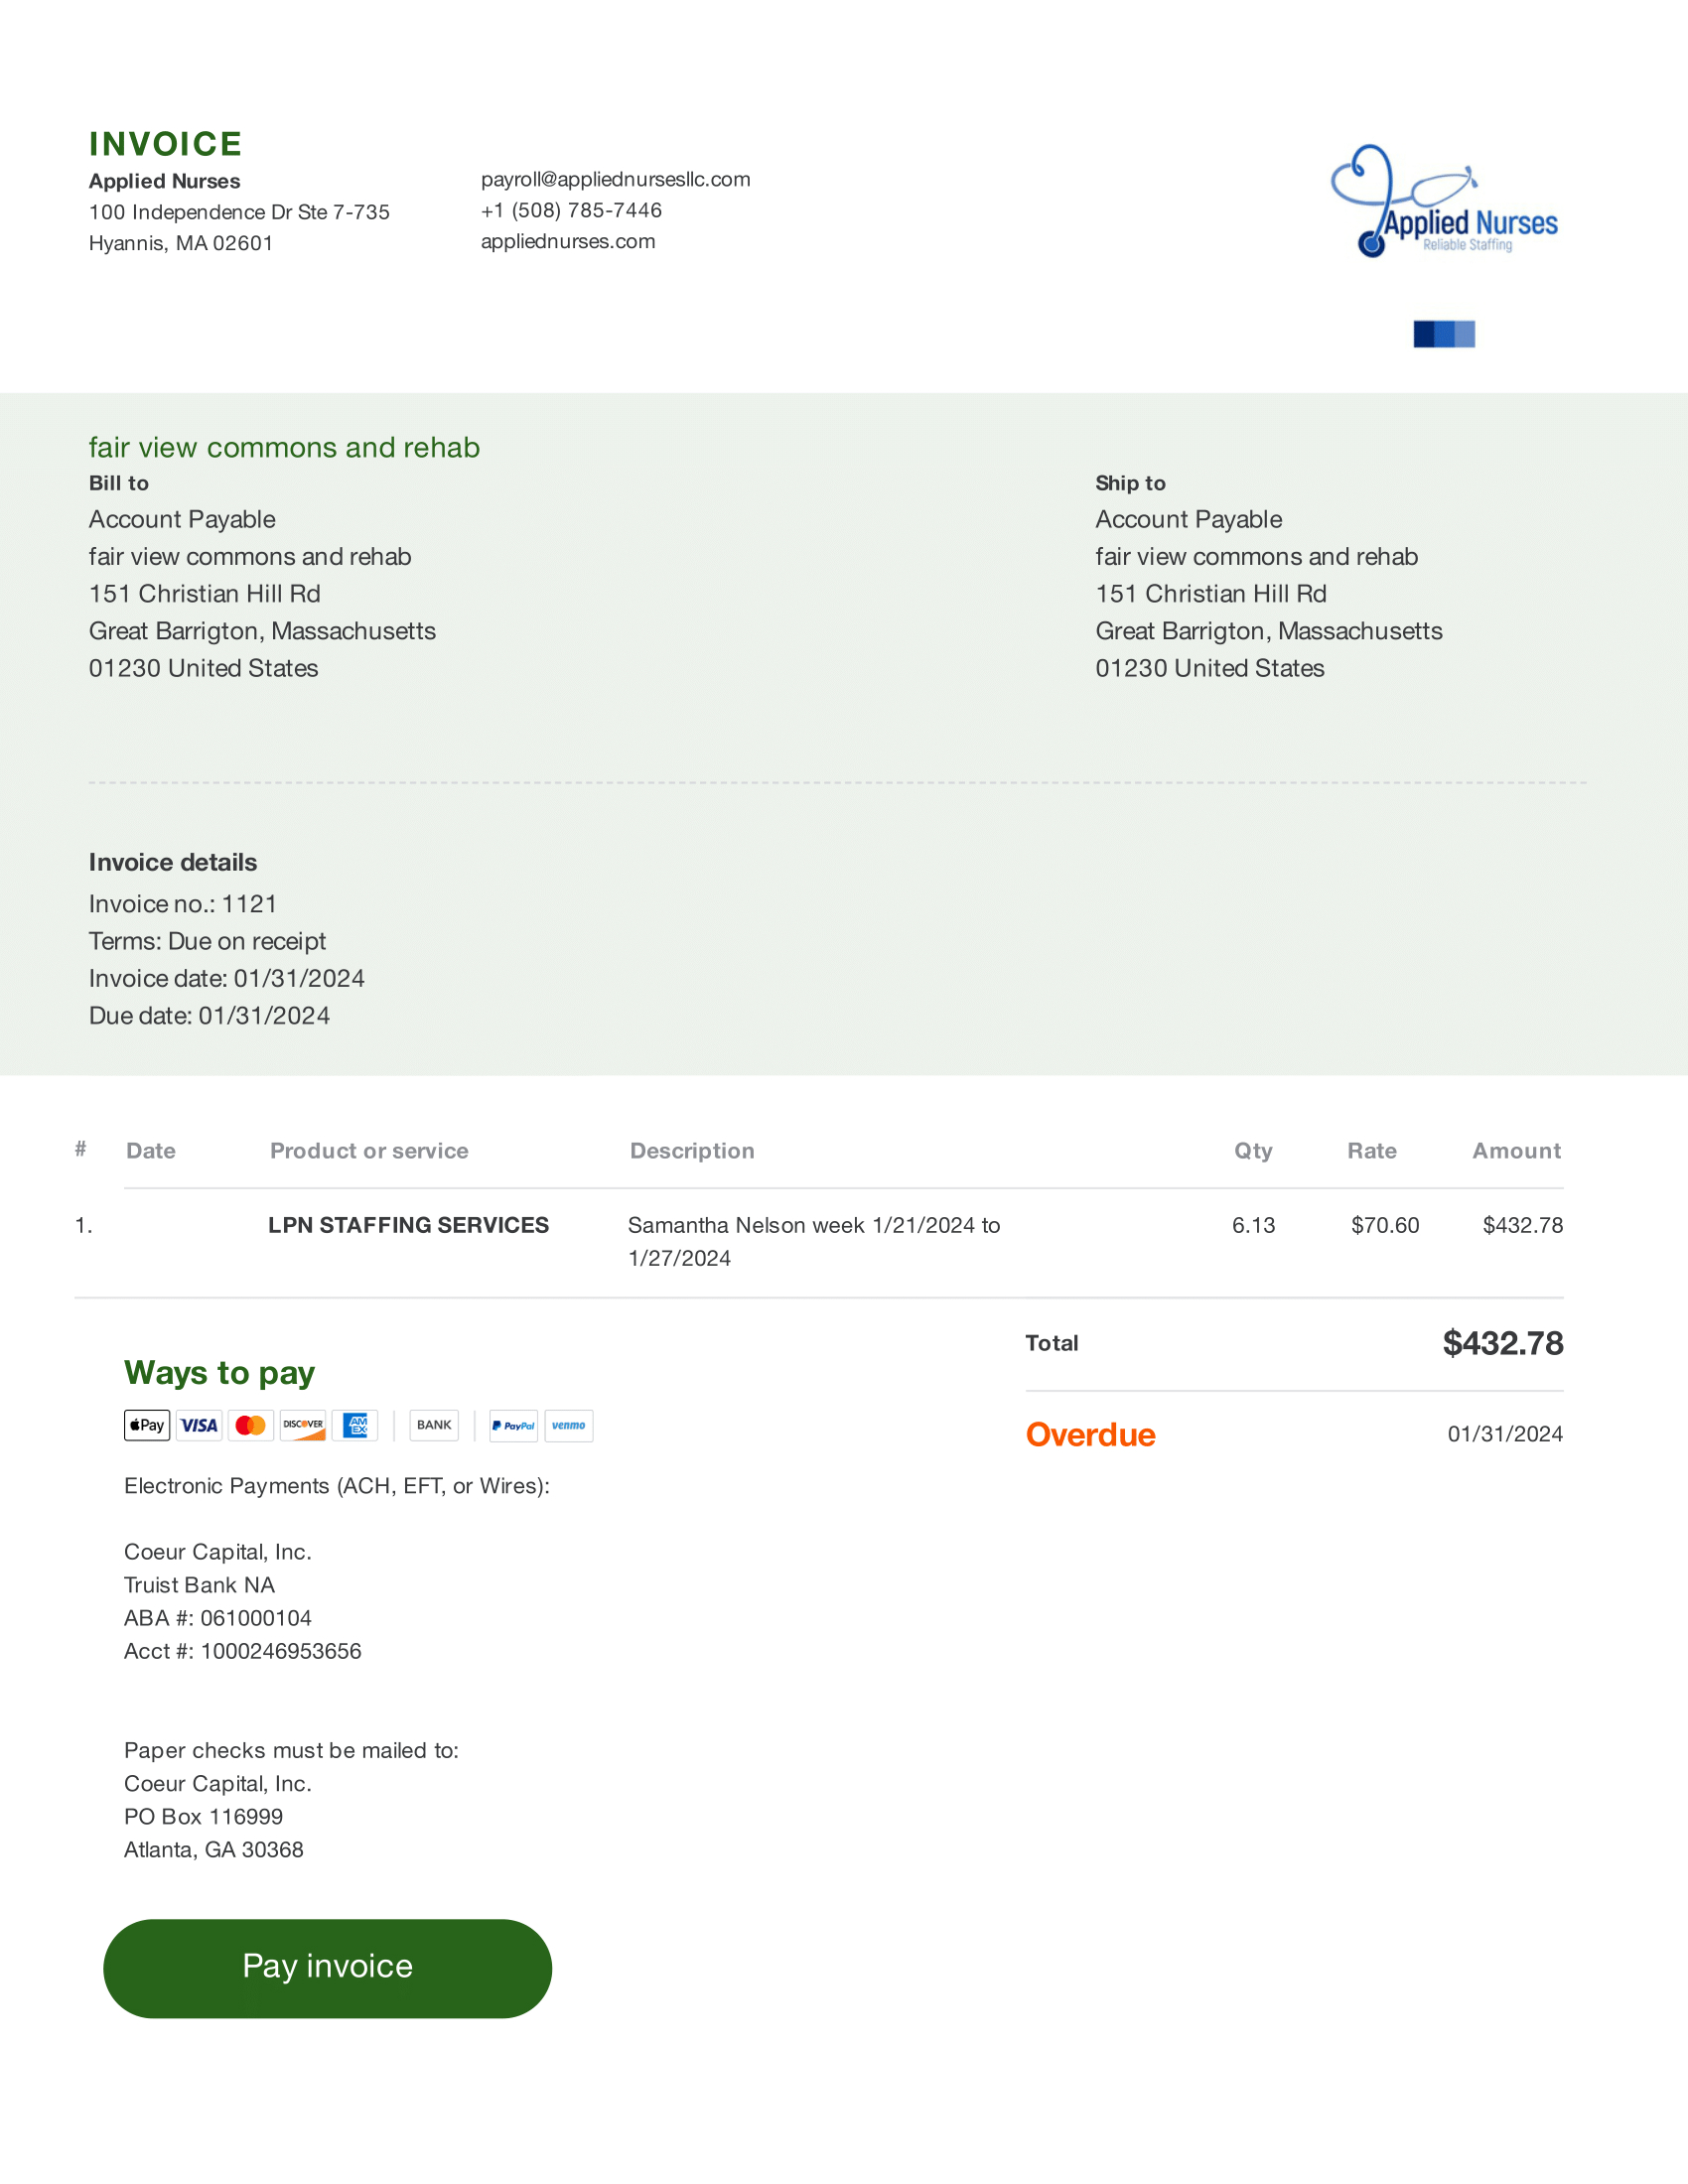 INVOICE
Applied Nurses
100 Independence Dr Ste 7-735
Hyannis, MA 02601
payroll@appliednursesllc.com
+1 (508) 785-7446
appliednurses.com
Applied Nurses
Reliable Staffing
fair view commons and rehab
Bill to
Account Payable
fair view commons and rehab
151 Christian Hill Rd
Great Barrigton, Massachusetts
01230 United States
Ship to
Account Payable
fair view commons and rehab
151 Christian Hill Rd
Great Barrigton, Massachusetts
01230 United States
Invoice details
Invoice no.: 1121
Terms: Due on receipt
Invoice date: 01/31/2024
Due date: 01/31/2024
# Date Product or service Description Qty Rate Amount
1. LPN STAFFING SERVICES Samantha Nelson week 1/21/2024 to 6.13 $70.60 $432.78
1/27/2024
Total $432.78
Overdue 01/31/2024
Ways to pay
Pay VISA DISCOVER AM EX BANK PayPal venmo
Electronic Payments (ACH, EFT, or Wires):
Coeur Capital, Inc.
Truist Bank NA
ABA #: 061000104
Acct #: 1000246953656
Paper checks must be mailed to:
Coeur Capital, Inc.
PO Box 116999
Atlanta, GA 30368
Pay invoice